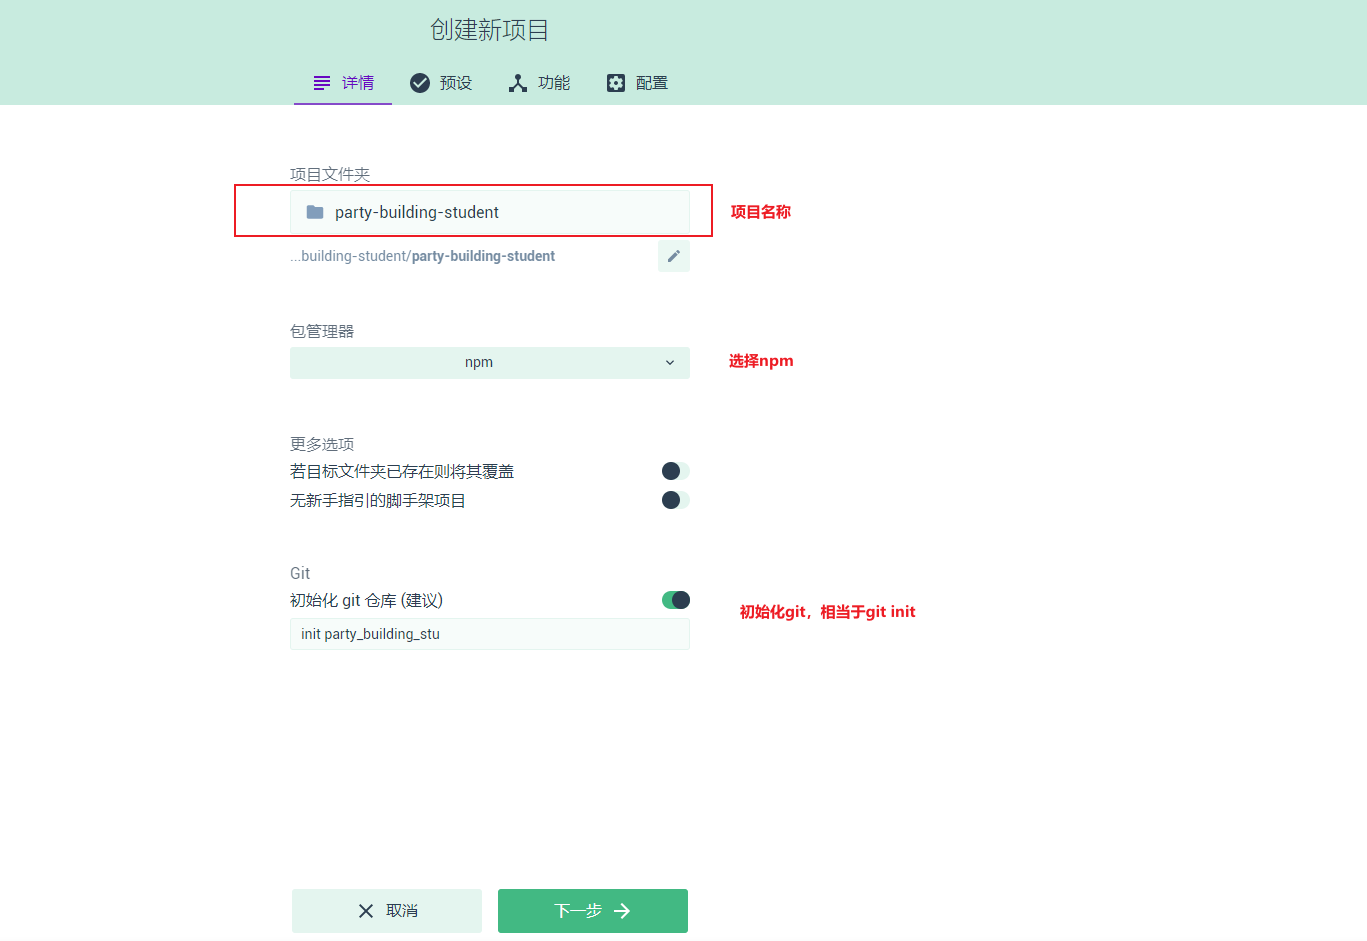 创建新项目
详情 预设 功能 配置
项目文件夹
party-building-student 项目名称
...building-student/party-building-student
包管理器
npm 选择npm
更多选项
若目标文件夹已存在则将其覆盖
无新手指引的脚手架项目
Git
初始化 git 仓库 (建议)
初始化git，相当于git init
init party_building_stu
取消 下一步